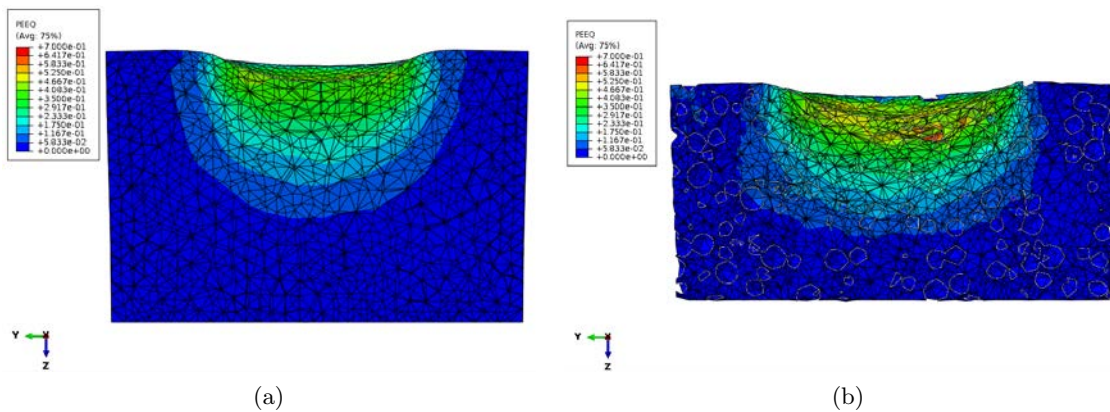 PEEQ
(Avg: 75%)
+7.000e-01
+6.417e-01
+5.833e-01
+5.250e-01
+4.667e-01
+4.083e-01
+3.500e-01
+2.917e-01
+2.333e-01
+1.750e-01
+1.167e-01
+5.833e-02
+0.000e+00
Y
Z
(a)
PEEQ
(Avg: 75%)
+7.000e-01
+6.417e-01
+5.833e-01
+5.250e-01
+4.667e-01
+4.083e-01
+3.500e-01
+2.917e-01
+2.333e-01
+1.750e-01
+1.167e-01
+5.833e-02
+0.000e+00
Y
Z
(b)